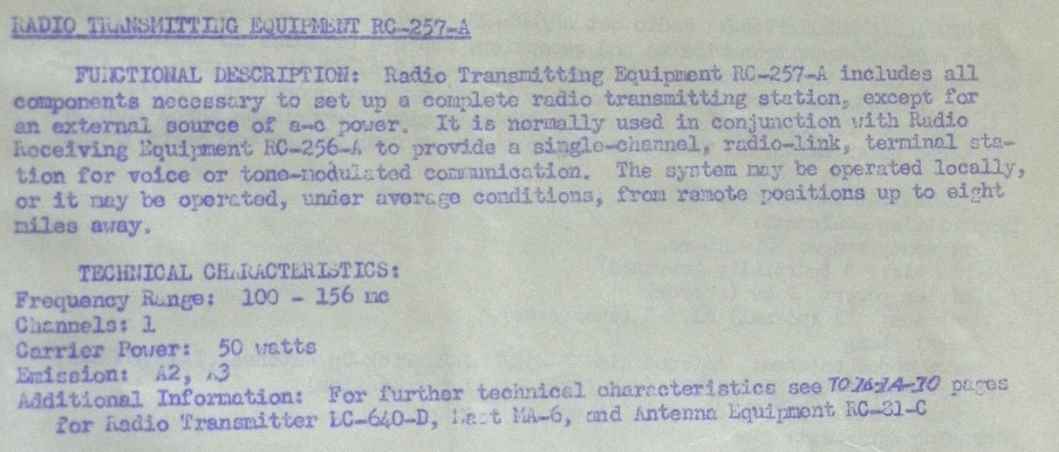 RADIO TRANSMITTING EQUIPMENT RC-257-A
FUNCTIONAL DESCRIPTION: Radio Transmitting Equipment RC-257-A includes all
components necessary to set up a complete radio transmitting station, except for
an external source of a-c power. It is normally used in conjunction with Radio
Receiving Equipment RC-256-A to provide a single-channel, radio-link, terminal sta-
tion for voice or tone-modulated communication. The system may be operated locally,
or it may be operated, under average conditions, from remote positions up to eight
miles away.
TECHNICAL CHARACTERISTICS:
Frequency Range: 100 - 156 mc
Channels: 1
Carrier Power: 50 watts
Emission: A2, A3
Additional Information: For further technical characteristics see pages
for Radio Transmitter BC-640-D, Mast MA-6, and Antenna Equipment RC-81-C